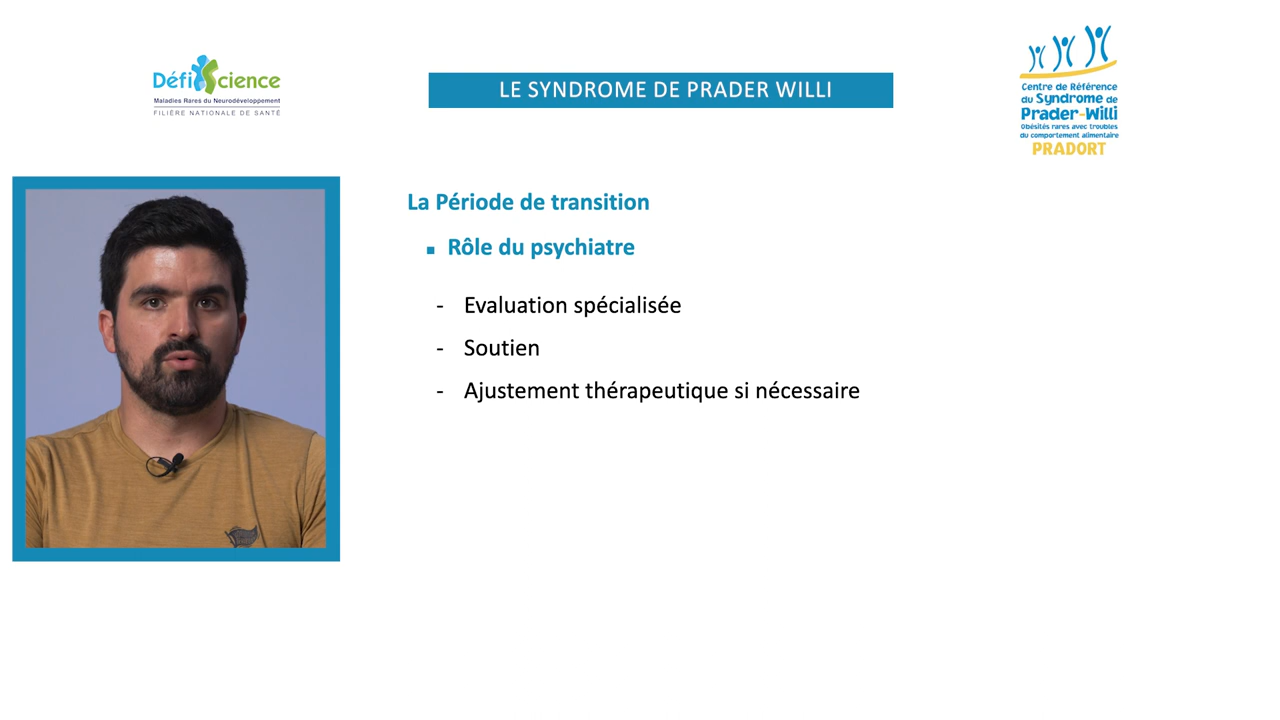 DéfiScience
Maladies Rares du Neurodéveloppement
FILIÈRE NATIONALE DE SANTÉ
LE SYNDROME DE PRADER WILLI
Centre de Référence
du Syndrome de
Prader-Willi
Obésités rares avec troubles
du comportement alimentaire
PRADORT
La Période de transition
Rôle du psychiatre
- Evaluation spécialisée
- Soutien
- Ajustement thérapeutique si nécessaire